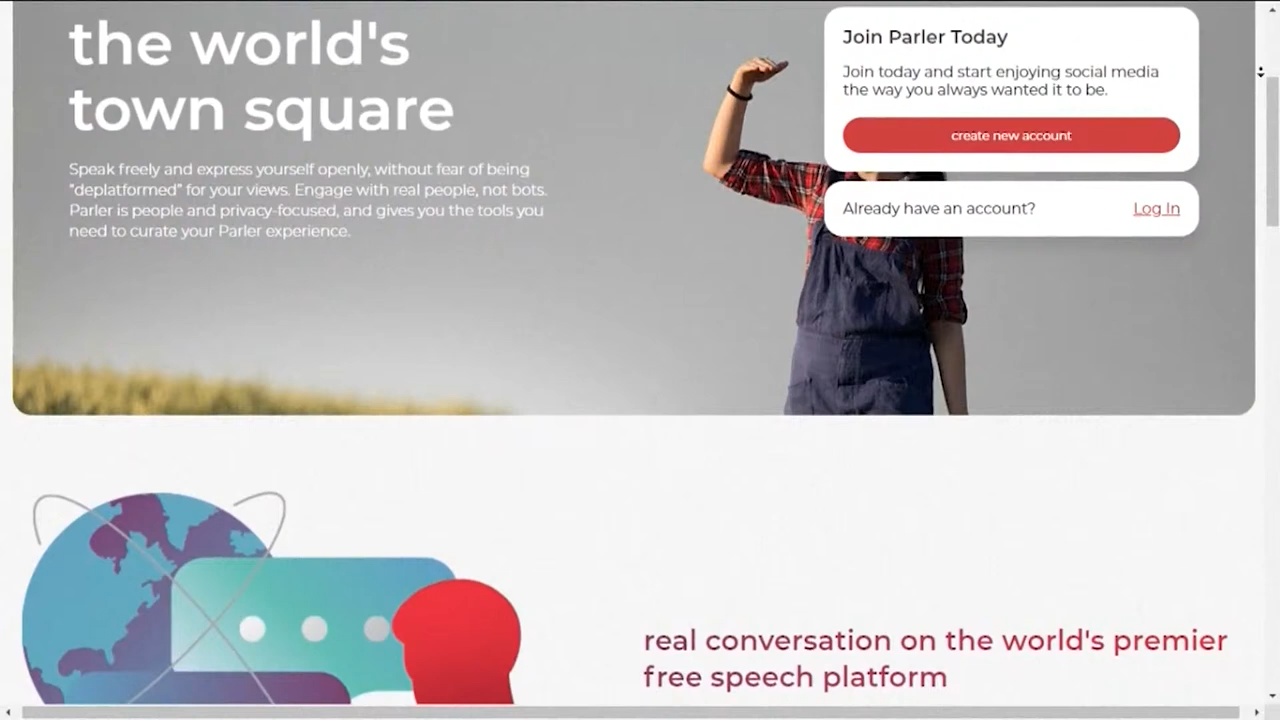 the world's
town square
Speak freely and express yourself openly, without fear of being
"deplatformed" for your views. Engage with real people, not bots.
Parler is people and privacy-focused, and gives you the tools you
need to curate your Parler experience.
Join Parler Today
Join today and start enjoying social media
the way you always wanted it to be.
create new account
Already have an account?
Log In
real conversation on the world's premier
free speech platform